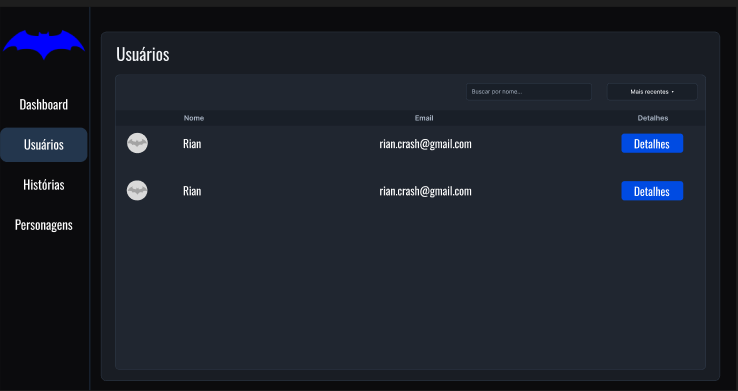 Usuários
Buscar por nome...
Mais recentes
Dashboard
Usuários
Histórias
Personagens
Nome Email Detalhes
Rian rian.crash@gmail.com Detalhes
Rian rian.crash@gmail.com Detalhes